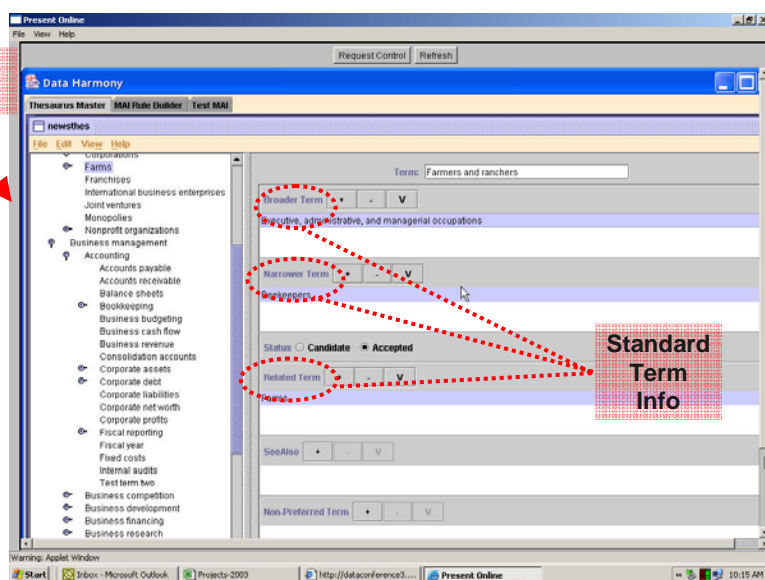 Present Online
File View Help
Request Control Refresh
Data Harmony
Thesaurus Master MAI Rule Builder Test MAI
newsthes
File Edit View Help
Corporations
Farms
Franchises
International business enterprises
Joint ventures
Monopolies
Nonprofit organizations
Business management
Accounting
Accounts payable
Accounts receivable
Balance sheets
Bookkeeping
Business budgeting
Business cash flow
Business revenue
Consolidation accounts
Corporate assets
Corporate debt
Corporate liabilities
Corporate net worth
Corporate profits
Fiscal reporting
Fiscal year
Fixed costs
Internal audits
Test term two
Business competition
Business development
Business financing
Business research
Term: Farmers and ranchers
Broader Term + - V
Executive, administrative, and managerial occupations
Narrower Term + - V
Beekeepers
Status Candidate Accepted
Related Term + - V
Farms
SeeAlso + - V
Non-Preferred Term + - V
Standard
Term
Info
Warning: Applet Window
Start Inbox - Microsoft Outlook Projects-2003 http://dataconference3.... Present Online 10:15 AM